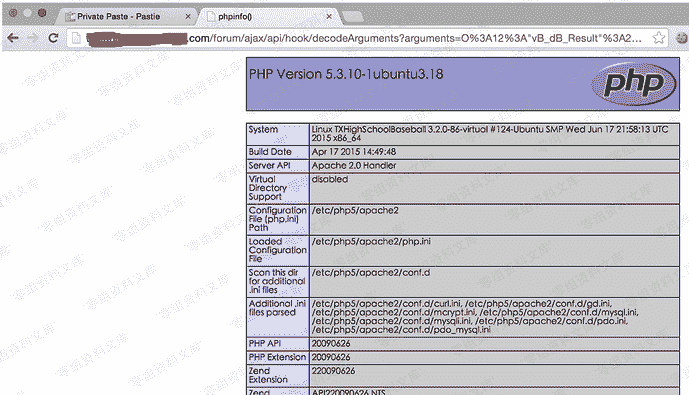 Private Paste - Pastie
phpinfo()
.com/forum/ajax/api/hook/decodeArguments?arguments=O%3A12%3A"vB_dB_Result"%3A2...
PHP Version 5.3.10-1ubuntu3.18
php
System Linux TXHighSchoolBaseball 3.2.0-86-virtual #124-Ubuntu SMP Wed Jun 17 21:58:13 UTC
2015 x86_64
Build Date Apr 17 2015 14:49:48
Server API Apache 2.0 Handler
Virtual
Directory
Support disabled
Configuration
File (php.ini)
Path /etc/php5/apache2
Loaded
Configuration
File /etc/php5/apache2/php.ini
Scan this dir
for additional
.ini files /etc/php5/apache2/conf.d
Additional .ini
files parsed /etc/php5/apache2/conf.d/curl.ini, /etc/php5/apache2/conf.d/gd.ini,
/etc/php5/apache2/conf.d/mcrypt.ini, /etc/php5/apache2/conf.d/mysql.ini,
/etc/php5/apache2/conf.d/mysqli.ini, /etc/php5/apache2/conf.d/pdo.ini,
/etc/php5/apache2/conf.d/pdo_mysql.ini
PHP API 20090626
PHP Extension 20090626
Zend
Extension 220090626
Zend API220090626,NTS
零组资料文库